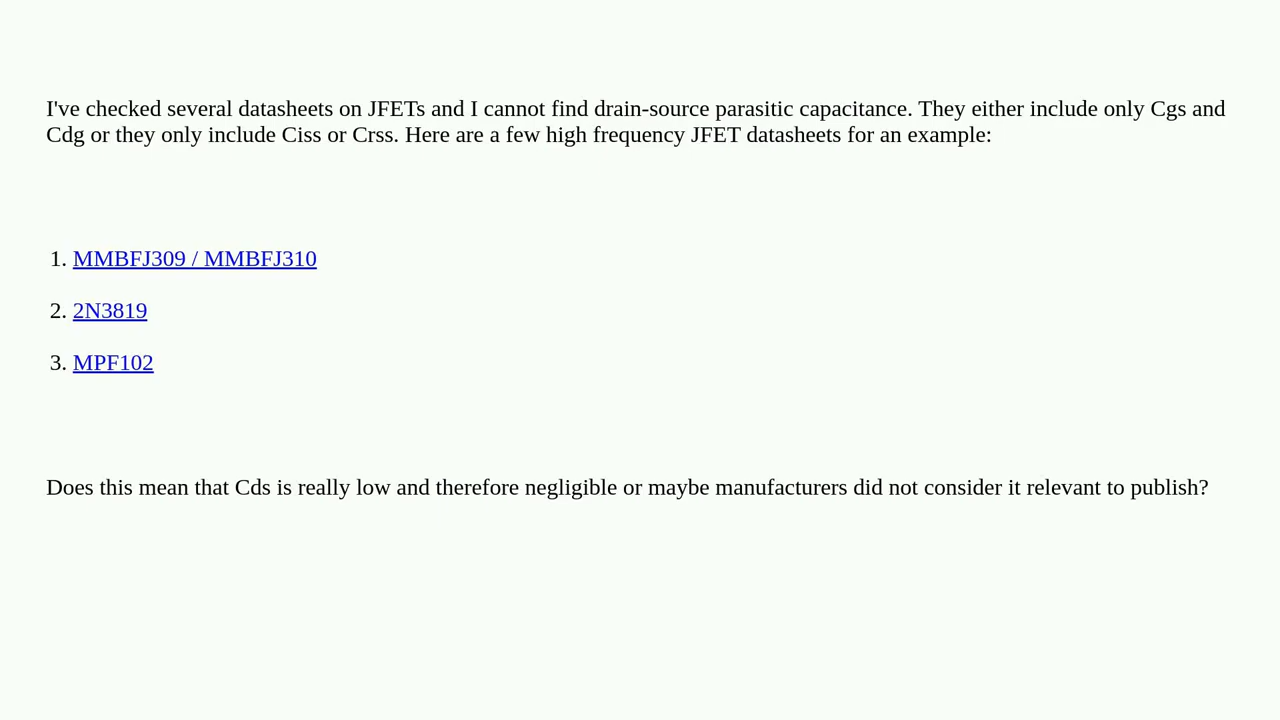 I've checked several datasheets on JFETs and I cannot find drain-source parasitic capacitance. They either include only Cgs and
Cdg or they only include Ciss or Crss. Here are a few high frequency JFET datasheets for an example:
1. MMBFJ309 / MMBFJ310
2. 2N3819
3. MPF102
Does this mean that Cds is really low and therefore negligible or maybe manufacturers did not consider it relevant to publish?